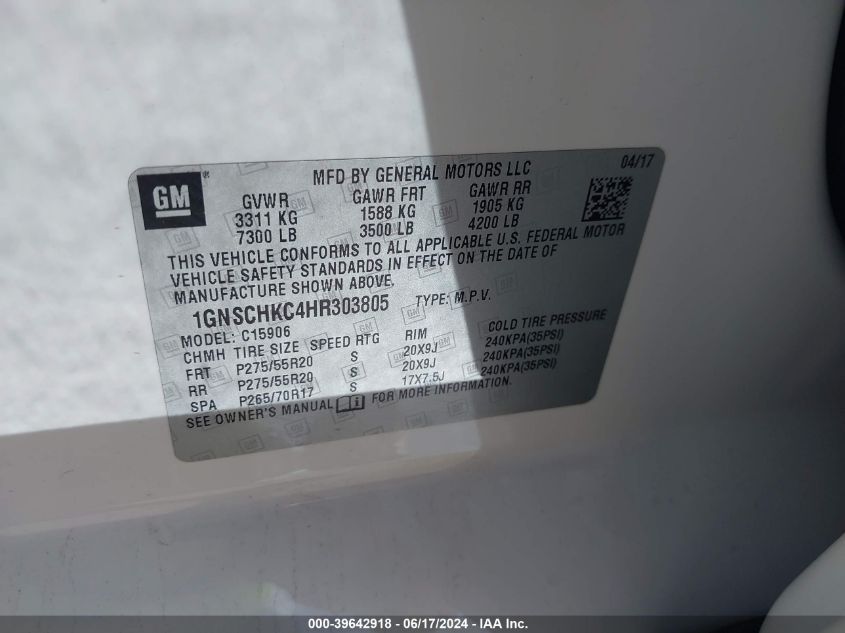 GM ®
MFD BY GENERAL MOTORS LLC 04/17
GVWR GAWR FRT GAWR RR
3311 KG 1588 KG 1905 KG
7300 LB 3500 LB 4200 LB
THIS VEHICLE CONFORMS TO ALL APPLICABLE U.S. FEDERAL MOTOR
VEHICLE SAFETY STANDARDS IN EFFECT ON THE DATE OF
MANUFACTURE SHOWN ABOVE.
1GNSCHKC4HR303805 TYPE: M.P.V.
MODEL: C15906
CHMH TIRE SIZE SPEED RTG RIM COLD TIRE PRESSURE
FRT P275/55R20 S 20X9J 240KPA(35PSI)
RR P275/55R20 S 20X9J 240KPA(35PSI)
SPA P265/70R17 S 17X7.5J 240KPA(35PSI)
SEE OWNER'S MANUAL FOR MORE INFORMATION.
000-39642918 - 06/17/2024 - IAA Inc.